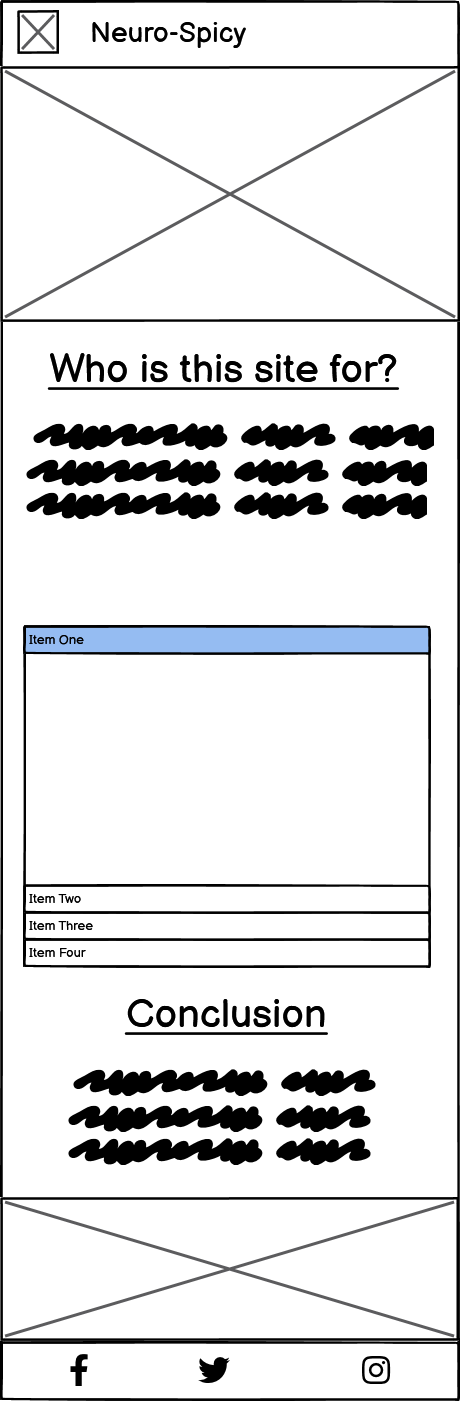 Neuro-Spicy
Who is this site for?
Item One
Item Two
Item Three
Item Four
Conclusion